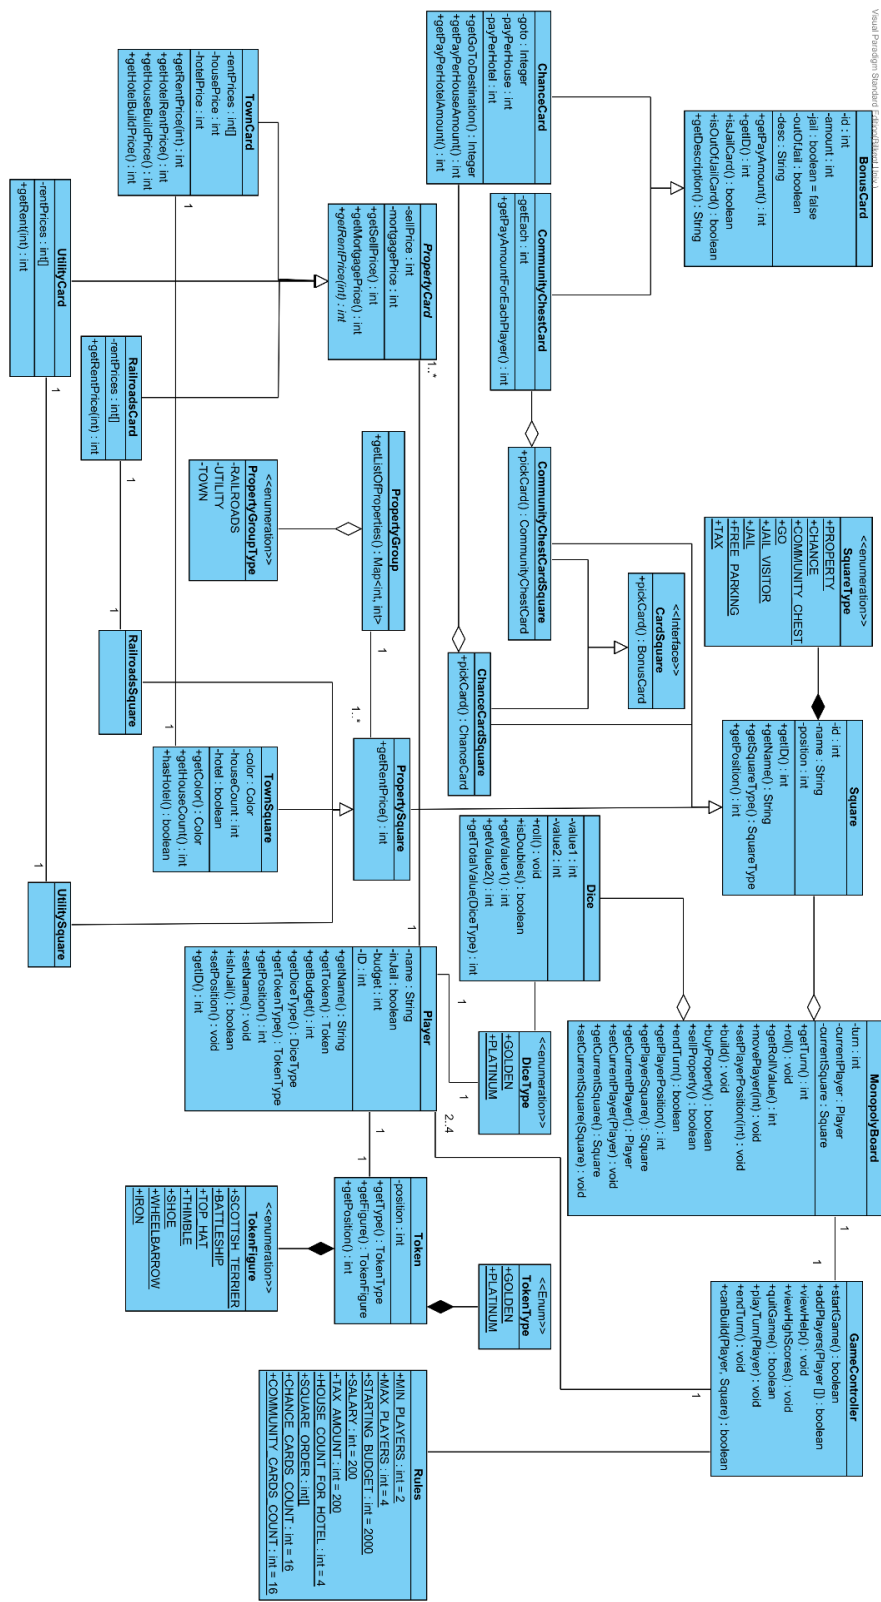 Visual Paradigm Standard Edition(Bilkent Univ.)
BonusCard
-id : int
-amount : int
-jail : boolean = false
-outOfJail : boolean
-desc : String
+getPayAmount() : int
+getID() : int
+isJailCard() : boolean
+isOutOfJailCard() : boolean
+getDescription() : String
<<enumeration>>
SquareType
+PROPERTY
+CHANCE
+COMMUNITY_CHEST
+GO
+JAIL_VISITOR
+JAIL
+FREE_PARKING
+TAX
Square
-id : int
-name : String
-position : int
+getID() : int
+getName() : String
+getSquareType() : SquareType
+getPosition() : int
MonopolyBoard
-turn : int
-currentPlayer : Player
-currentSquare : Square
+getTurn() : int
+roll() : void
+getRollValue() : int
+movePlayer(int) : void
+setPlayerPosition(int) : void
+build() : void
+buyProperty() : boolean
+sellProperty() : boolean
+endTurn() : boolean
+getPlayerPosition() : int
+getPlayerSquare() : Square
+getCurrentPlayer() : Player
+setCurrentPlayer(Player) : void
+getCurrentSquare() : Square
+setCurrentSquare(Square) : void
1
1
GameController
+startGame() : boolean
+addPlayers(Player []) : boolean
+viewHelp() : void
+viewHighScores() : void
+quitGame() : boolean
+playTurn(Player) : void
+endTurn() : void
+canBuild(Player, Square) : boolean
1
ChanceCard
-goto : Integer
-payPerHouse : int
-payPerHotel : int
+getGoToDestination() : Integer
+getPayPerHouseAmount() : int
+getPayPerHotelAmount() : int
CommunityChestCard
-getEach : int
+getPayAmountForEachPlayer() : int
CommunityChestCardSquare
+pickCard() : CommunityChestCard
<<Interface>>
CardSquare
+pickCard() : BonusCard
ChanceCardSquare
+pickCard() : ChanceCard
Dice
-value1 : int
-value2 : int
+roll() : void
+isDoubles() : boolean
+getValue1() : int
+getValue2() : int
+getTotalValue(DiceType) : int
<<enumeration>>
DiceType
+GOLDEN
+PLATINUM
1
1
<<Enum>>
TokenType
+GOLDEN
+PLATINUM
PropertyCard
-sellPrice : int
-mortgagePrice : int
+getSellPrice() : int
+getMortgagePrice() : int
+getRentPrice(int) : int
1..*
PropertyGroup
+getListOfProperties() : Map<int, int>
1
1..*
PropertySquare
+getRentPrice() : int
1
Player
-name : String
-inJail : boolean
-budget : int
-ID : int
+getName() : String
+getToken() : Token
+getBudget() : int
+getDiceType() : DiceType
+getTokenType() : TokenType
+getPosition() : int
+setName() : void
+isInJail() : boolean
+setPosition() : void
+getID() : int
2..4
1
1
Token
-position : int
+getType() : TokenType
+getFigure() : TokenFigure
+getPosition() : int
Rules
+MIN_PLAYERS : int = 2
+MAX_PLAYERS : int = 4
+STARTING_BUDGET : int = 2000
+SALARY : int = 200
+TAX_AMOUNT : int = 200
+HOUSE_COUNT_FOR_HOTEL : int = 4
+SQUARE_ORDER : int[]
+CHANCE_CARDS_COUNT : int = 16
+COMMUNITY_CARDS_COUNT : int = 16
TownCard
-rentPrices : int[]
-housePrice : int
-hotelPrice : int
+getRentPrice(int) : int
+getHotelRentPrice() : int
+getHouseBuildPrice() : int
+getHotelBuildPrice() : int
1
<<enumeration>>
PropertyGroupType
-RAILROADS
-UTILITY
-TOWN
1
TownSquare
-color : Color
-houseCount : int
-hotel : boolean
+getColor() : Color
+getHouseCount() : int
+hasHotel() : boolean
<<enumeration>>
TokenFigure
+SCOTTSH_TERRIER
+BATTLESHIP
+TOP_HAT
+THIMBLE
+SHOE
+WHEELBARROW
+IRON
RailroadsCard
-rentPrices : int[]
+getRentPrice(int) : int
1
1
RailroadsSquare
UtilityCard
-rentPrices : int[]
+getRent(int) : int
1
1
UtilitySquare